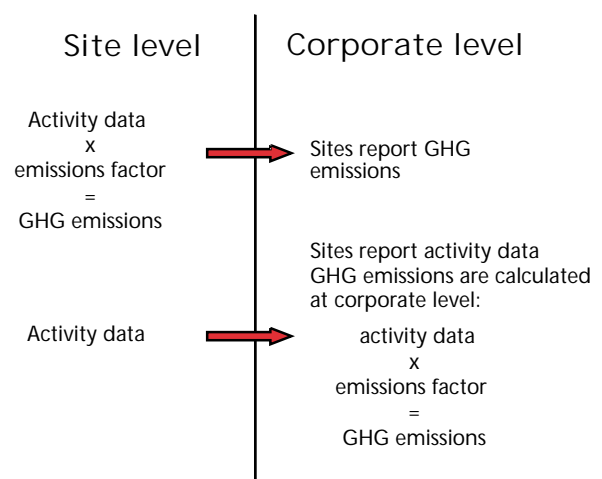 Site level
Corporate level
Activity data
x
emissions factor
=
GHG emissions
Sites report GHG
emissions
Activity data
Sites report activity data
GHG emissions are calculated
at corporate level:
activity data
x
emissions factor
=
GHG emissions